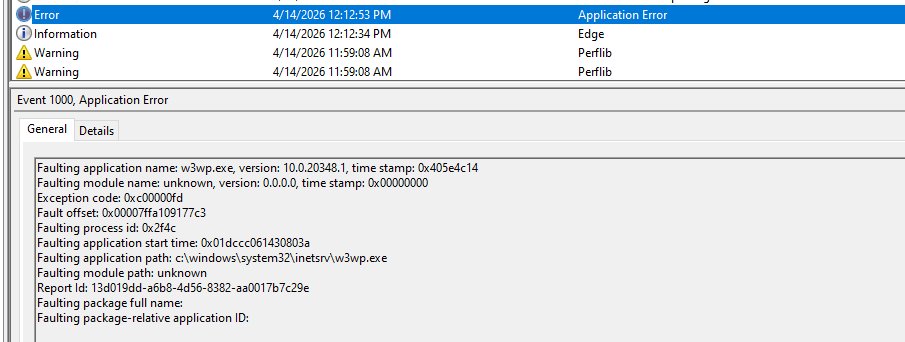 Error 4/14/2026 12:12:53 PM Application Error
Information 4/14/2026 12:12:34 PM Edge
Warning 4/14/2026 11:59:08 AM Perflib
Warning 4/14/2026 11:59:08 AM Perflib
Event 1000, Application Error
General Details
Faulting application name: w3wp.exe, version: 10.0.20348.1, time stamp: 0x405e4c14
Faulting module name: unknown, version: 0.0.0.0, time stamp: 0x00000000
Exception code: 0xc00000fd
Fault offset: 0x00007ffa109177c3
Faulting process id: 0x2f4c
Faulting application start time: 0x01dccc061430803a
Faulting application path: c:\windows\system32\inetsrv\w3wp.exe
Faulting module path: unknown
Report Id: 13d019dd-a6b8-4d56-8382-aa0017b7c29e
Faulting package full name:
Faulting package-relative application ID: